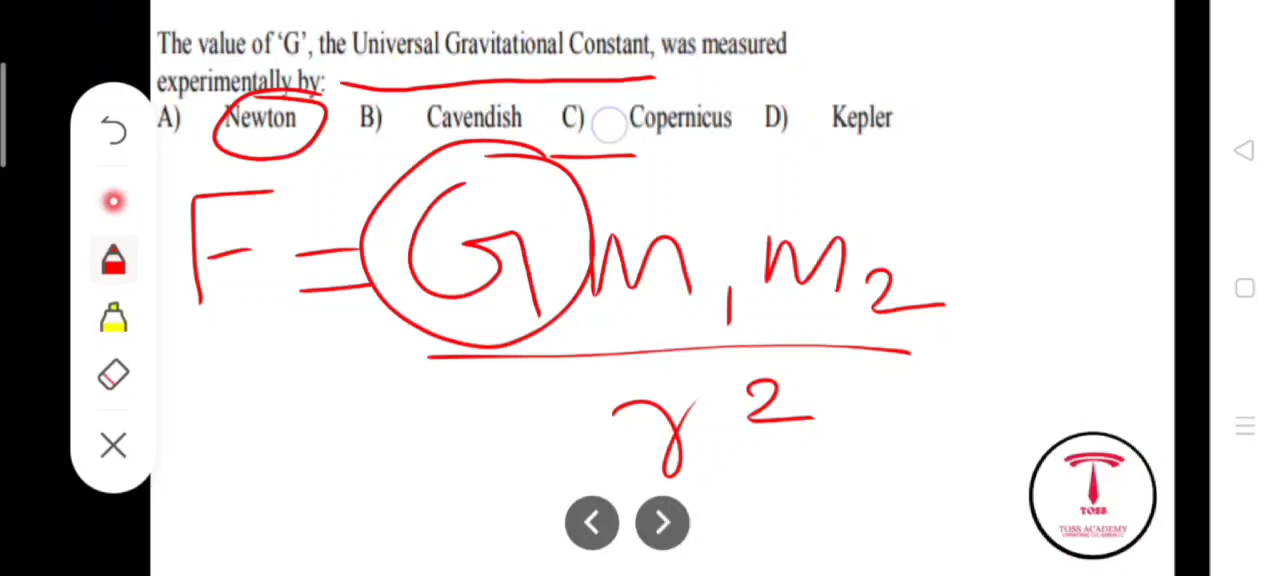 The value of ‘G’, the Universal Gravitational Constant, was measured
experimentally by:
A) Newton B) Cavendish C) Copernicus D) Kepler
F = G m₁ m₂
r²
TOSS
TOSS ACADEMY